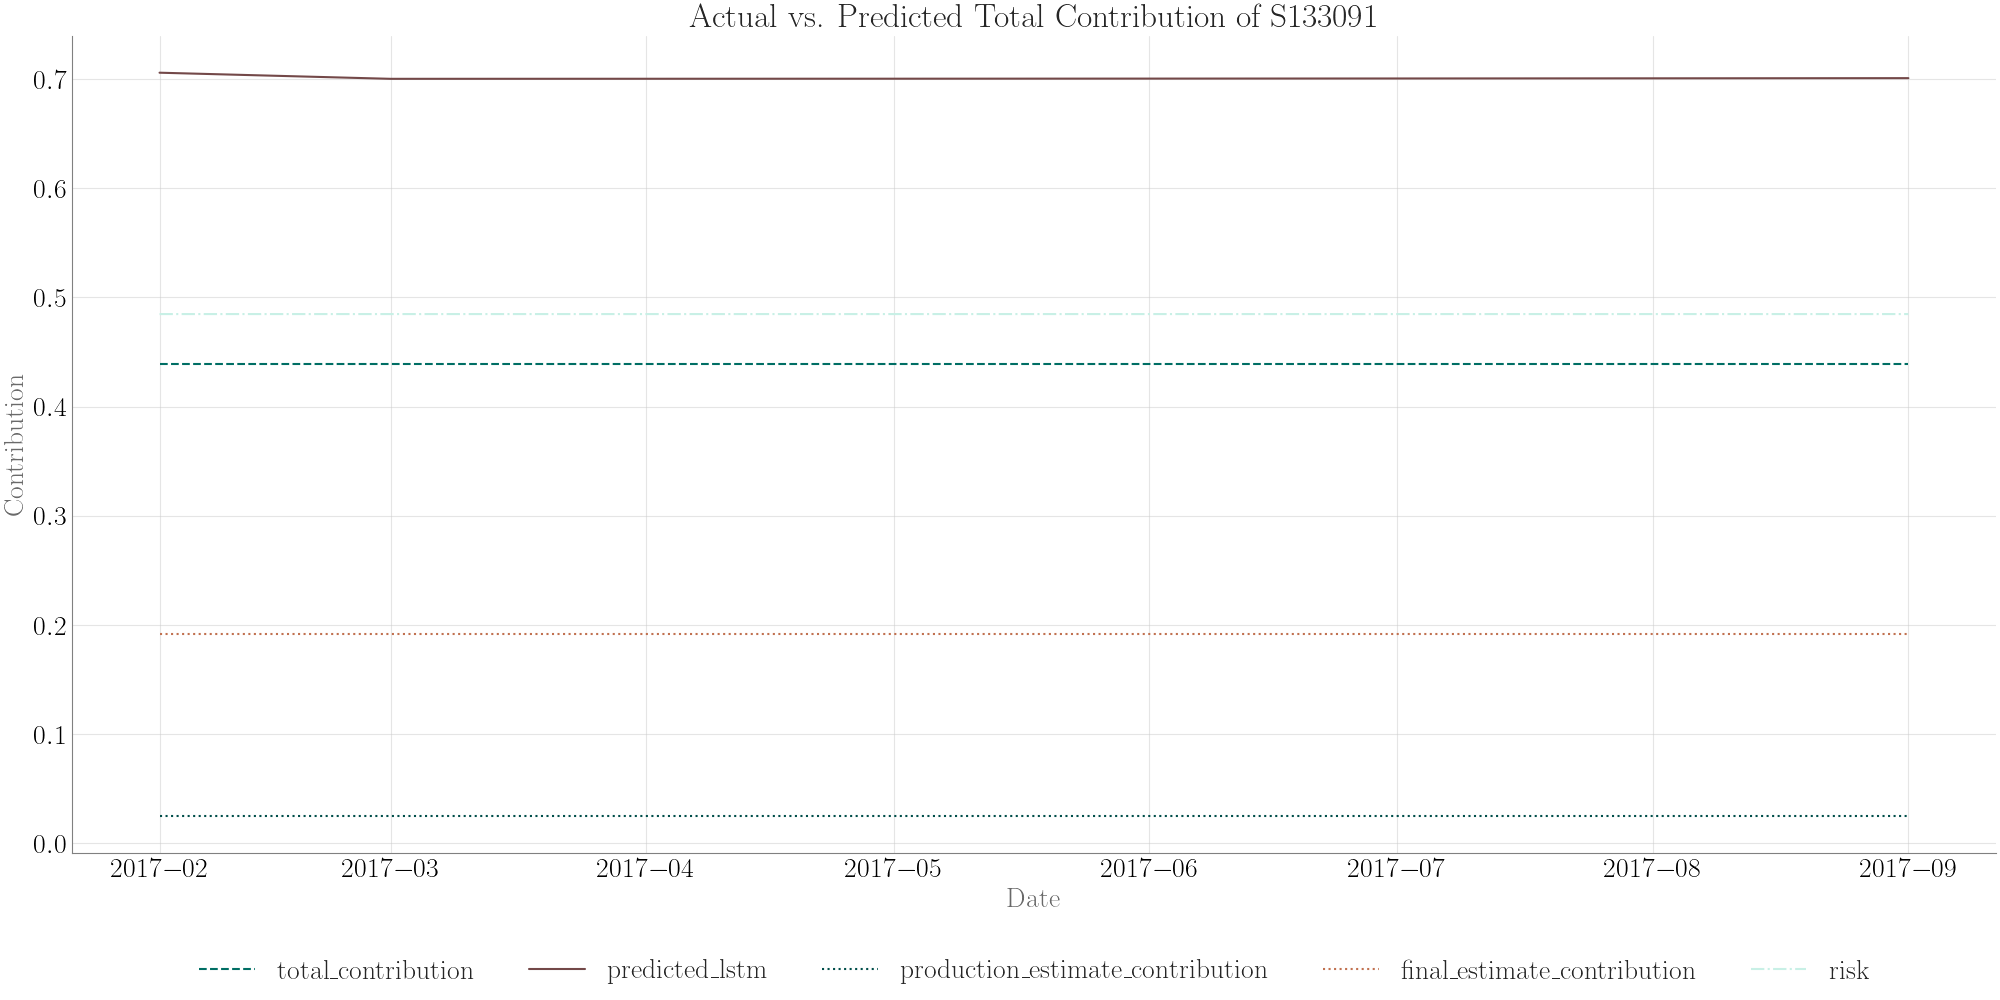 Actual vs. Predicted Total Contribution of S133091
Contribution
0.7
0.6
0.5
0.4
0.3
0.2
0.1
0.0
2017–02 2017–03 2017–04 2017–05 2017–06 2017–07 2017–08 2017–09
Date
total_contribution predicted_lstm production_estimate_contribution final_estimate_contribution risk